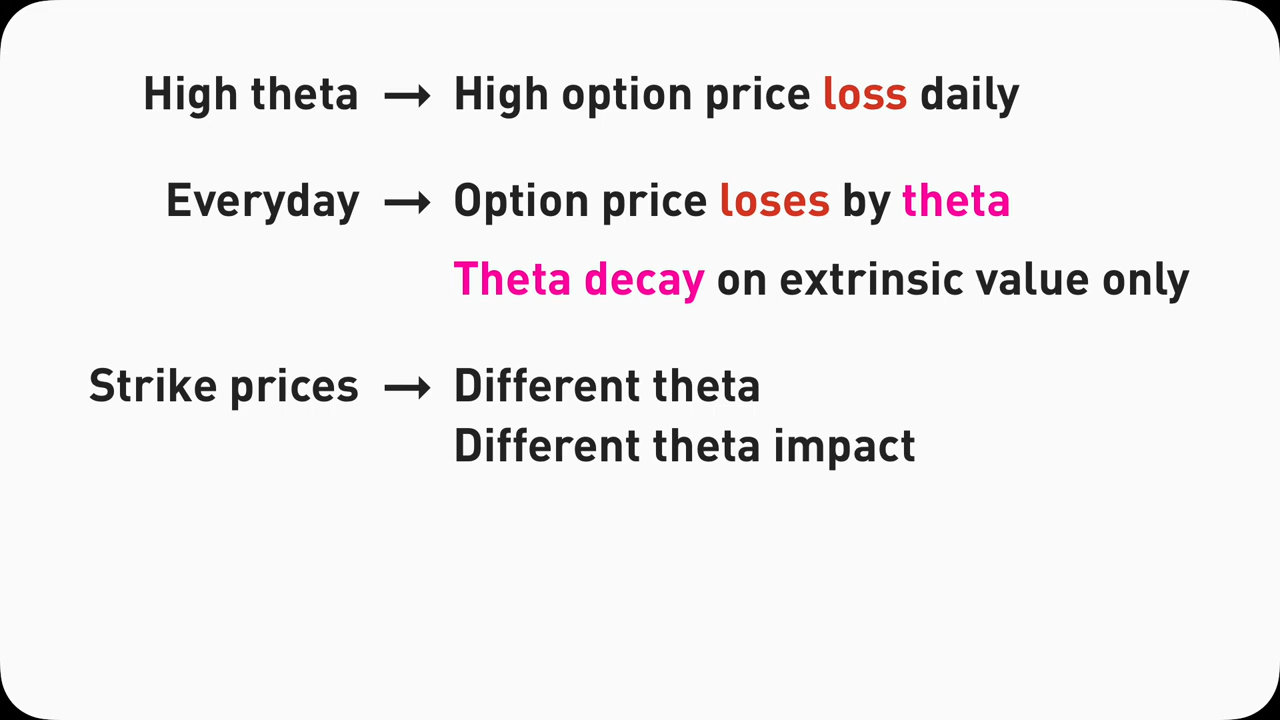 High theta → High option price loss daily
Everyday → Option price loses by theta
Theta decay on extrinsic value only
Strike prices → Different theta
Different theta impact